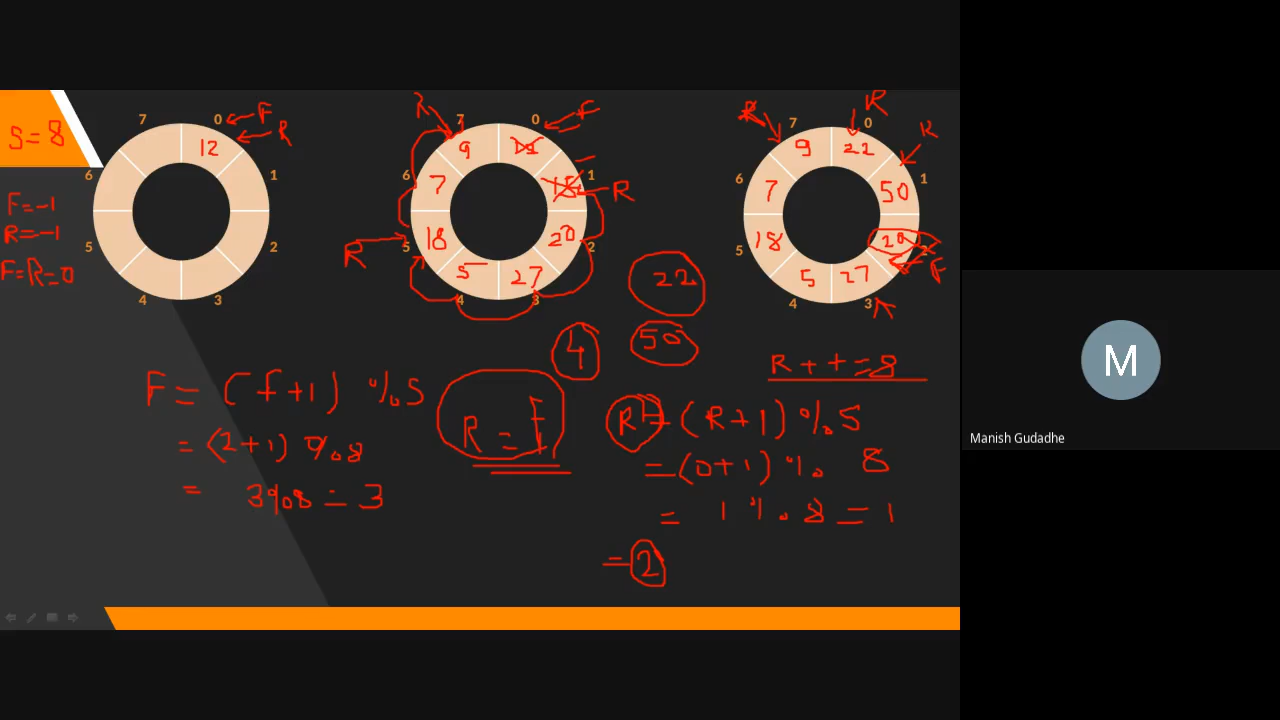 S = 8
F = -1
R = -1
F = R = 0
7 0 F
R
12
6 1
5 2
4 3
R 7 0 F
9
7 15
6 1 R
18 20
R 5 2
5 27
4 3
R 7 R 0 R
9 22
6 7 50 1
5 18 20 2 F
5 27
4 3
22
4 50
R++ = 8
F = (f+1) % S
= (2+1) % 8
= 3%8 = 3
R = F
R = (R+1) % S
= (0+1) % 8
= 1 % 8 = 1
= 2
M
Manish Gudadhe